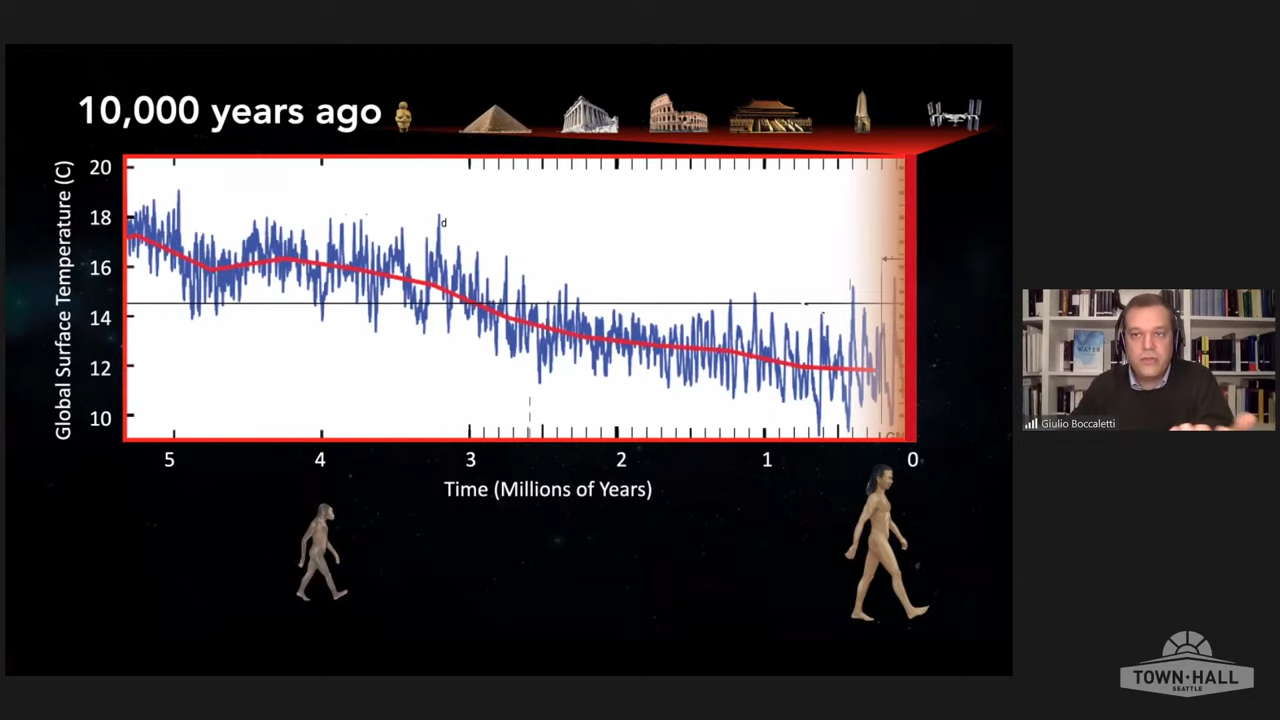 10,000 years ago
Global Surface Temperature (C)
20
18
16
14
12
10
d
5
4
3
2
1
0
Time (Millions of Years)
WATER
Giulio Boccaletti
TOWN·HALL
SEATTLE